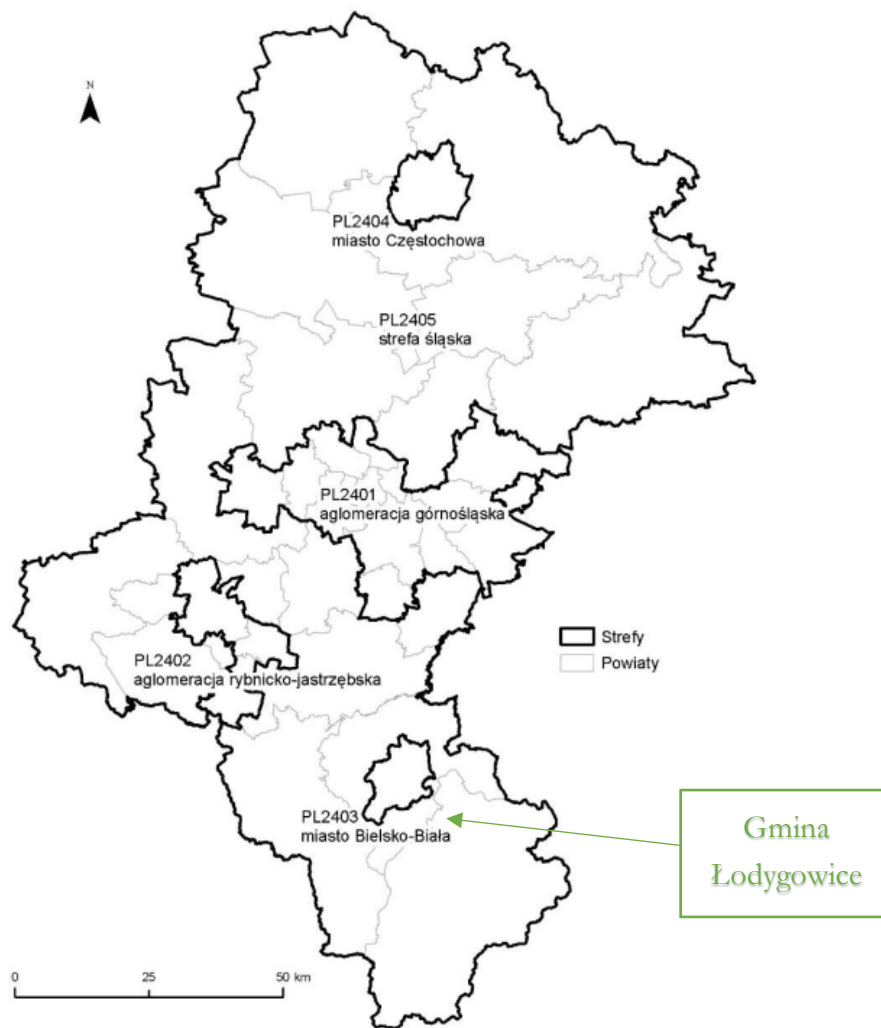 N
PL2404
miasto Częstochowa
PL2405
strefa śląska
PL2401
aglomeracja górnośląska
Strefy
Powiaty
PL2402
aglomeracja rybnicko-jastrzębska
PL2403
miasto Bielsko-Biała
Gmina
Łodygowice
0 25 50 km